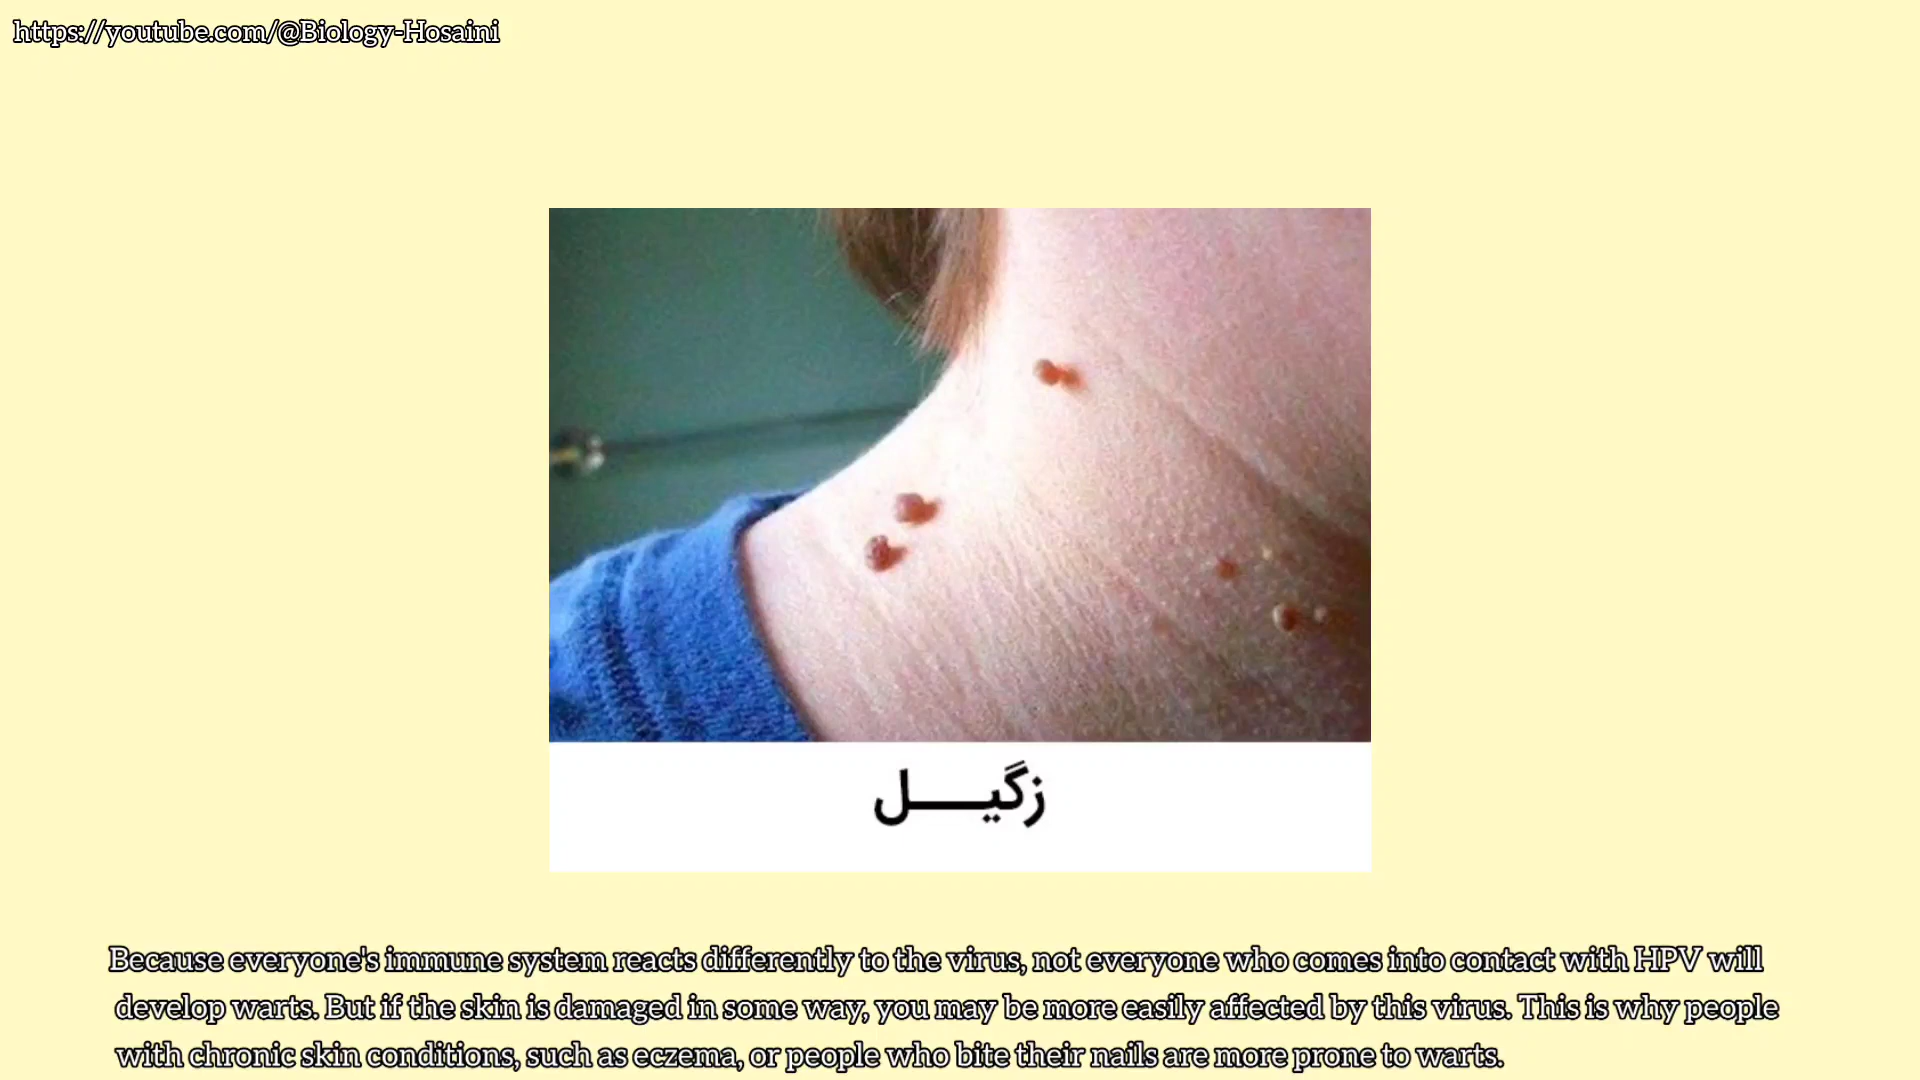 https://youtube.com/@Biology-Hosaini
زگیل
Because everyone's immune system reacts differently to the virus, not everyone who comes into contact with HPV will
develop warts. But if the skin is damaged in some way, you may be more easily affected by this virus. This is why people
with chronic skin conditions, such as eczema, or people who bite their nails are more prone to warts.